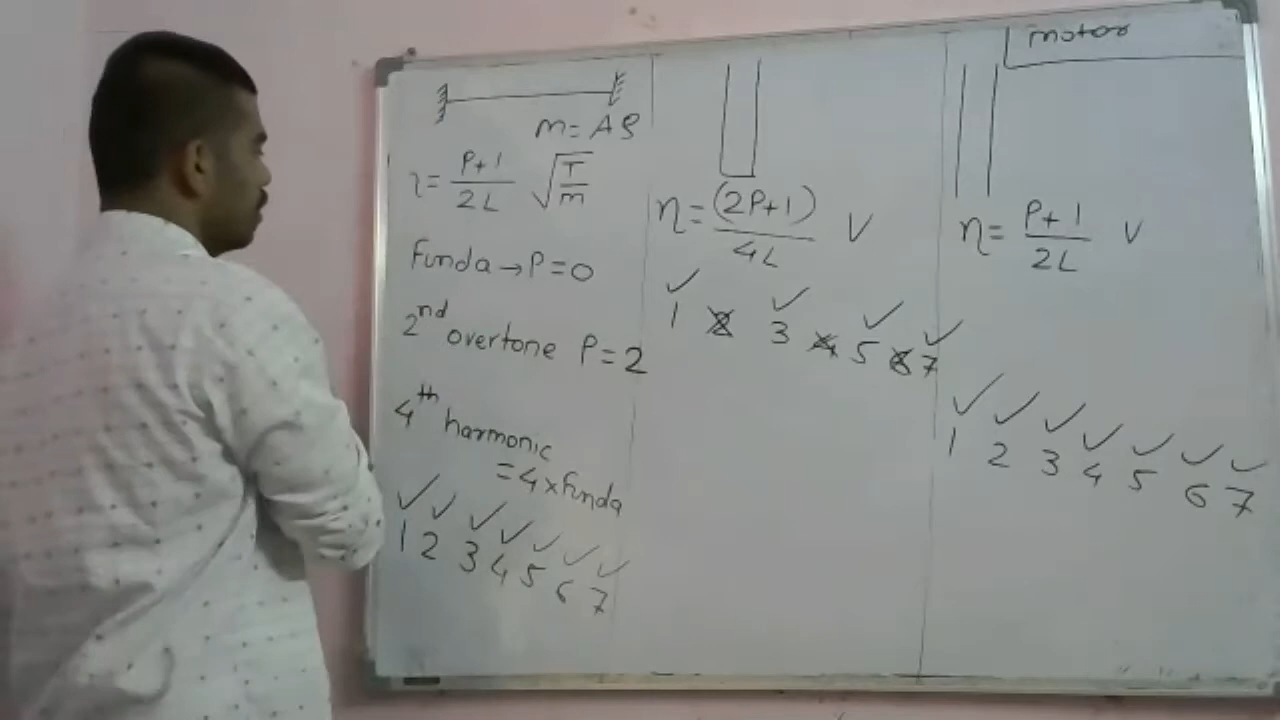 m = Aρ
η = P+1 / 2L √T/m
Funda → P = 0
2nd overtone P = 2
4th harmonic
= 4 × Funda
✓ ✓ ✓ ✓ ✓ ✓ ✓
1 2 3 4 5 6 7
η = (2P+1) / 4L V
✓ ✓ ✓ ✓
1 2 3 4 5 6 7
motor
η = P+1 / 2L V
✓ ✓ ✓ ✓ ✓ ✓ ✓
1 2 3 4 5 6 7